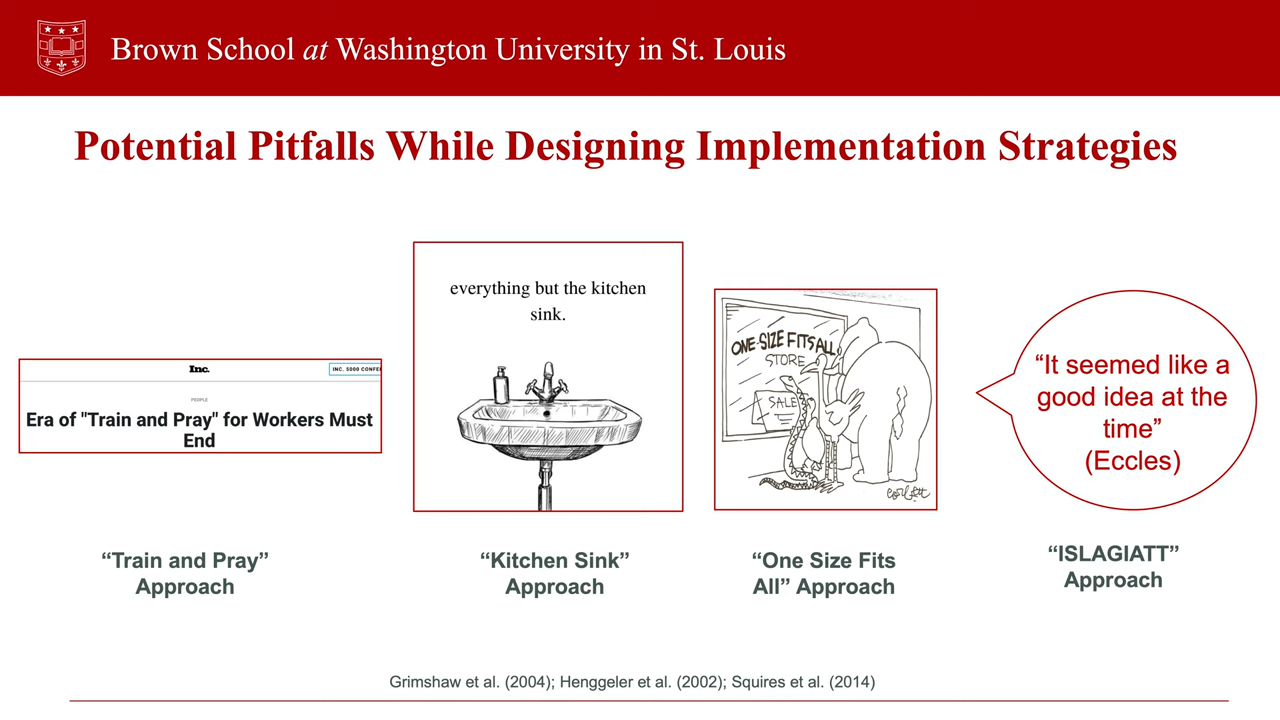 Brown School at Washington University in St. Louis
Potential Pitfalls While Designing Implementation Strategies
Inc.
INC. 5000 CONFE
PEOPLE
Era of "Train and Pray" for Workers Must
End
everything but the kitchen
sink.
ONE-SIZE FITS ALL
STORE
SALE
“It seemed like a
good idea at the
time”
(Eccles)
“Train and Pray”
Approach
“Kitchen Sink”
Approach
“One Size Fits
All” Approach
“ISLAGIATT”
Approach
Grimshaw et al. (2004); Henggeler et al. (2002); Squires et al. (2014)